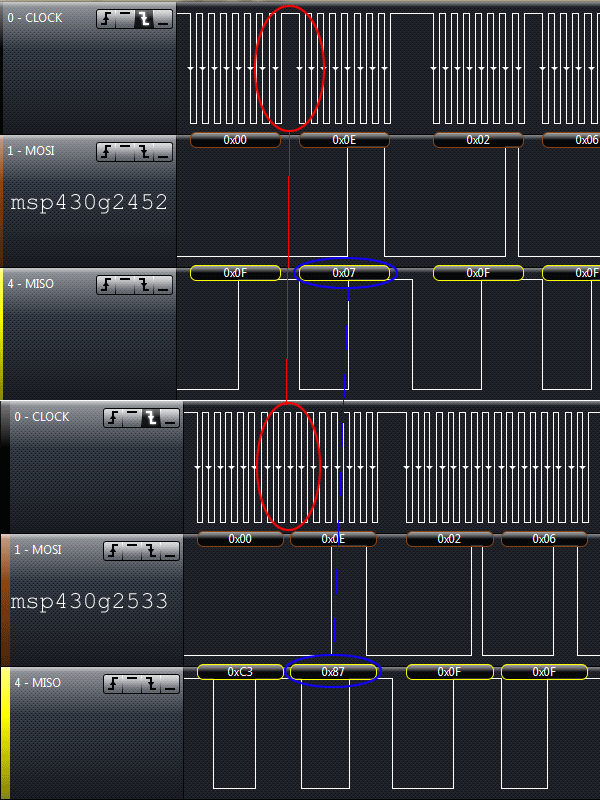 0 - CLOCK
1 - MOSI
0x00 0x0E 0x02 0x06
msp430g2452
4 - MISO
0x0F 0x07 0x0F 0x0F
0 - CLOCK
1 - MOSI
0x00 0x0E 0x02 0x06
msp430g2533
4 - MISO
0xC3 0x87 0x0F 0x0F